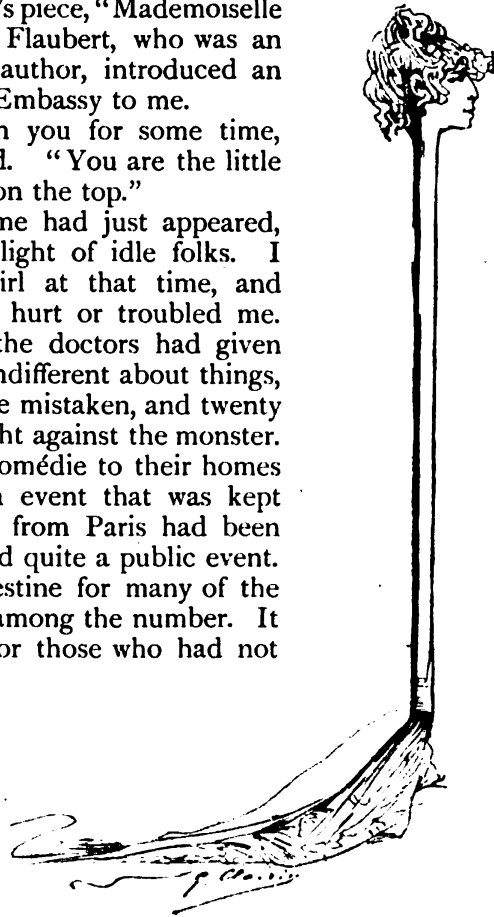 's piece, "Mademoiselle
Flaubert, who was an
author, introduced an
Embassy to me.
you for some time,
"You are the little
on the top."
me had just appeared,
light of idle folks. I
irl at that time, and
hurt or troubled me.
the doctors had given
ndifferent about things,
e mistaken, and twenty
ht against the monster.
omédie to their homes
event that was kept
from Paris had been
d quite a public event.
estine for many of the
among the number. It
or those who had not
G. Clairin